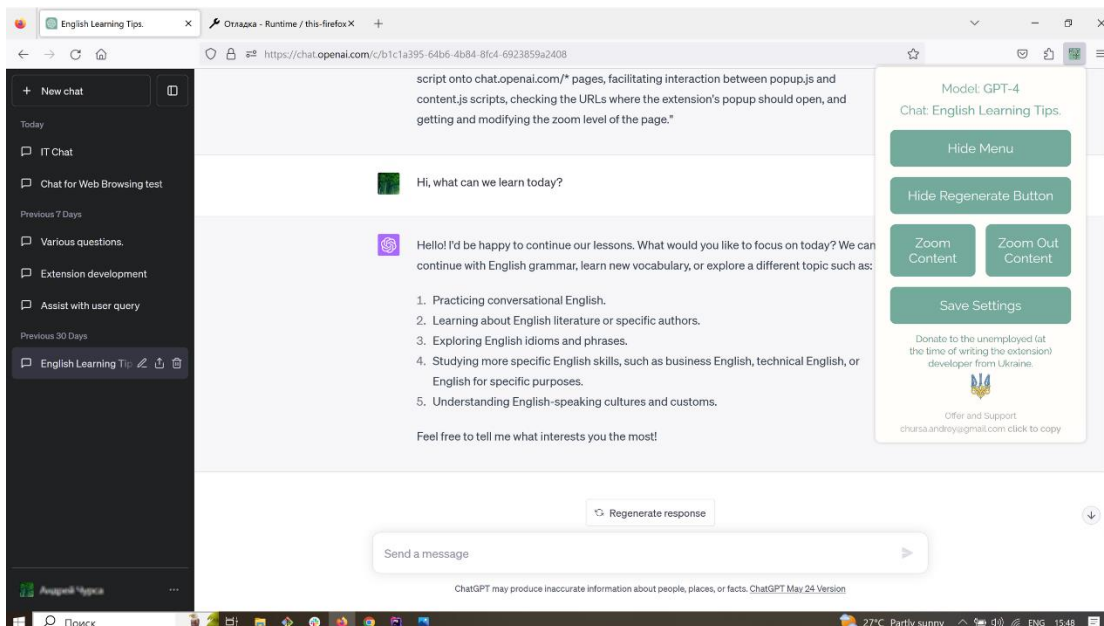 English Learning Tips.
Отладка - Runtime / this-firefox
https://chat.openai.com/c/b1c1a395-64b6-4b84-8fc4-6923859a2408
New chat
Today
IT Chat
Chat for Web Browsing test
Previous 7 Days
Various questions.
Extension development
Assist with user query
Previous 30 Days
English Learning Tip
script onto chat.openai.com/* pages, facilitating interaction between popup.js and
content.js scripts, checking the URLs where the extension's popup should open, and
getting and modifying the zoom level of the page."
Hi, what can we learn today?
Hello! I'd be happy to continue our lessons. What would you like to focus on today? We can
continue with English grammar, learn new vocabulary, or explore a different topic such as:
1. Practicing conversational English.
2. Learning about English literature or specific authors.
3. Exploring English idioms and phrases.
4. Studying more specific English skills, such as business English, technical English, or
English for specific purposes.
5. Understanding English-speaking cultures and customs.
Feel free to tell me what interests you the most!
Regenerate response
Send a message
ChatGPT may produce inaccurate information about people, places, or facts. ChatGPT May 24 Version
Model: GPT-4
Chat: English Learning Tips.
Hide Menu
Hide Regenerate Button
Zoom
Content
Zoom Out
Content
Save Settings
Donate to the unemployed (at
the time of writing the extension)
developer from Ukraine.
Offer and Support
chursa.andrey@gmail.com click to copy
Андрей Чурса
Поиск
27°C Partly sunny
ENG
15:48